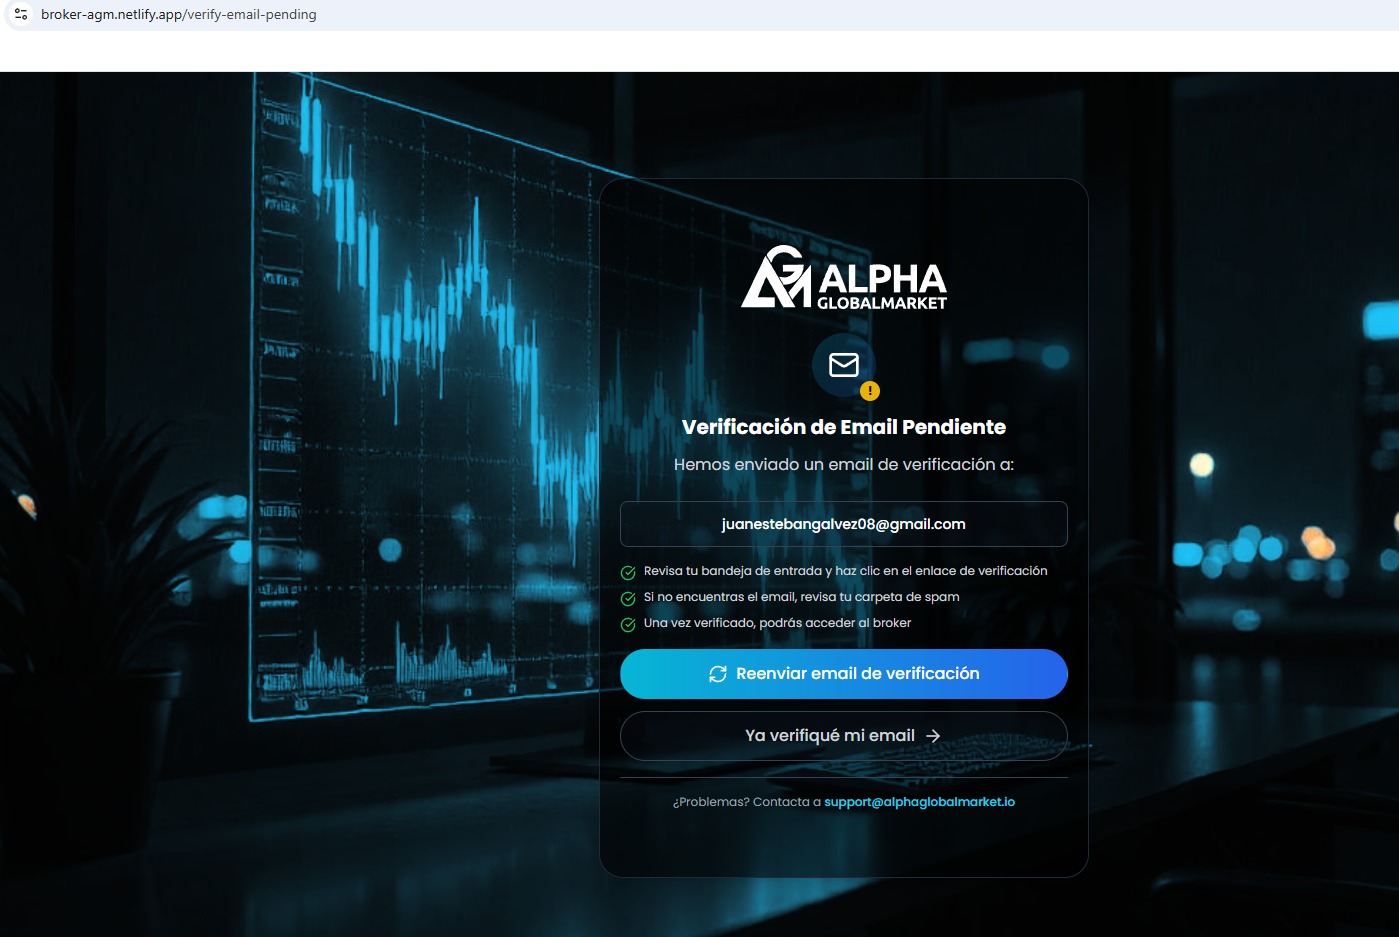 broker-agm.netlify.app/verify-email-pending
ALPHA
GLOBALMARKET
Verificación de Email Pendiente
Hemos enviado un email de verificación a:
juanestebangalvez08@gmail.com
Revisa tu bandeja de entrada y haz clic en el enlace de verificación
Si no encuentras el email, revisa tu carpeta de spam
Una vez verificado, podrás acceder al broker
Reenviar email de verificación
Ya verifiqué mi email →
¿Problemas? Contacta a support@alphaglobalmarket.io